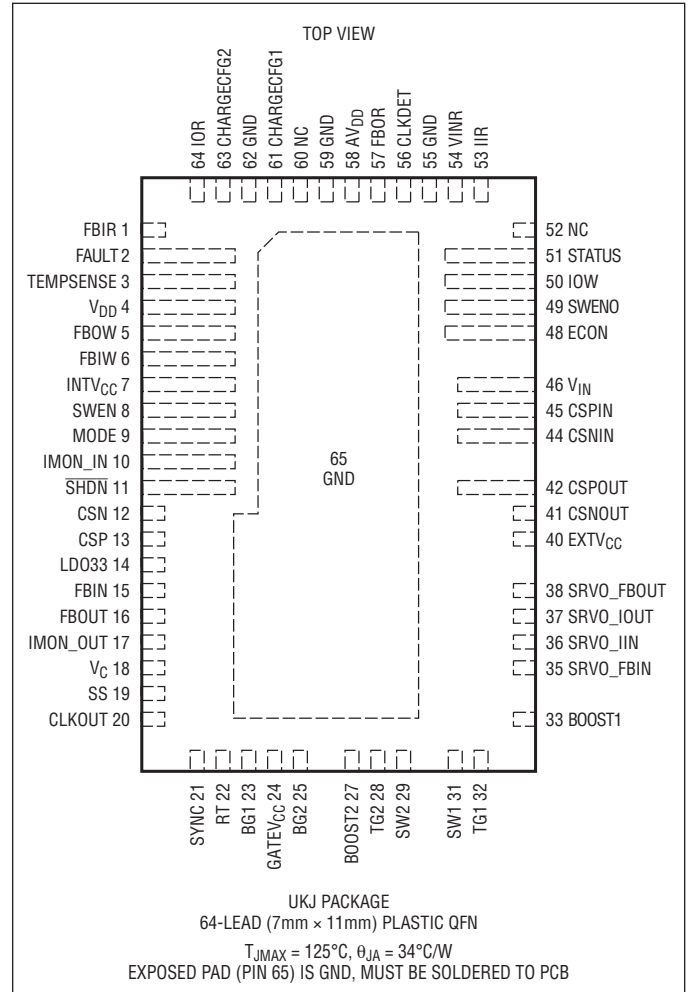 TOP VIEW
64 IOR
63 CHARGECFG2
62 GND
61 CHARGECFG1
60 NC
59 GND
58 AVDD
57 FBOR
56 CLKDET
55 GND
54 VINR
53 IIR
FBIR 1
FAULT 2
TEMPSENSE 3
VDD 4
FBOW 5
FBIW 6
INTVCC 7
SWEN 8
MODE 9
IMON_IN 10
SHDN 11
CSN 12
CSP 13
LDO33 14
FBIN 15
FBOUT 16
IMON_OUT 17
VC 18
SS 19
CLKOUT 20
65
GND
52 NC
51 STATUS
50 IOW
49 SWENO
48 ECON
46 VIN
45 CSPIN
44 CSNIN
42 CSPOUT
41 CSNOUT
40 EXTVCC
38 SRVO_FBOUT
37 SRVO_IOUT
36 SRVO_IIN
35 SRVO_FBIN
33 BOOST1
SYNC 21
RT 22
BG1 23
GATEVCC 24
BG2 25
BOOST2 27
TG2 28
SW2 29
SW1 31
TG1 32
UKJ PACKAGE
64-LEAD (7mm × 11mm) PLASTIC QFN
TJMAX = 125°C, θJA = 34°C/W
EXPOSED PAD (PIN 65) IS GND, MUST BE SOLDERED TO PCB